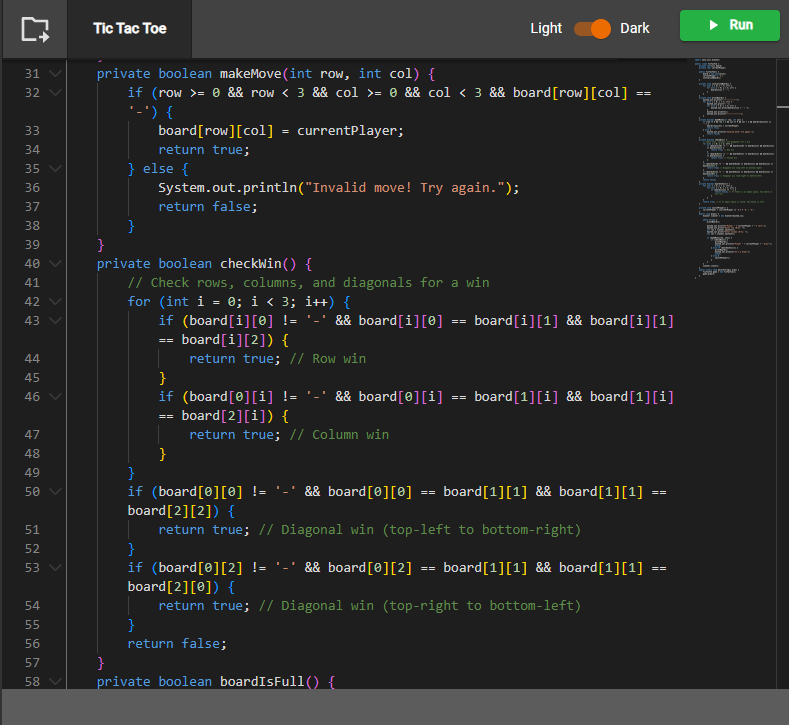 Tic Tac Toe
Light Dark Run
31 private boolean makeMove(int row, int col) {
32 if (row >= 0 && row < 3 && col >= 0 && col < 3 && board[row][col] ==
'-') {
33 board[row][col] = currentPlayer;
34 return true;
35 } else {
36 System.out.println("Invalid move! Try again.");
37 return false;
38 }
39 }
40 private boolean checkWin() {
41 // Check rows, columns, and diagonals for a win
42 for (int i = 0; i < 3; i++) {
43 if (board[i][0] != '-' && board[i][0] == board[i][1] && board[i][1]
== board[i][2]) {
44 return true; // Row win
45 }
46 if (board[0][i] != '-' && board[0][i] == board[1][i] && board[1][i]
== board[2][i]) {
47 return true; // Column win
48 }
49 }
50 if (board[0][0] != '-' && board[0][0] == board[1][1] && board[1][1] ==
board[2][2]) {
51 return true; // Diagonal win (top-left to bottom-right)
52 }
53 if (board[0][2] != '-' && board[0][2] == board[1][1] && board[1][1] ==
board[2][0]) {
54 return true; // Diagonal win (top-right to bottom-left)
55 }
56 return false;
57 }
58 private boolean boardIsFull() {